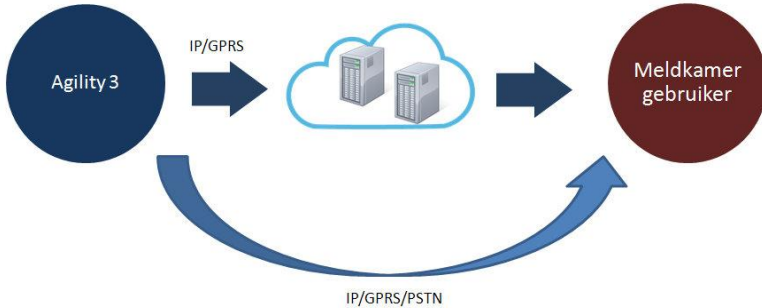 IP/GPRS
Agility 3
Meldkamer
gebruiker
IP/GPRS/PSTN